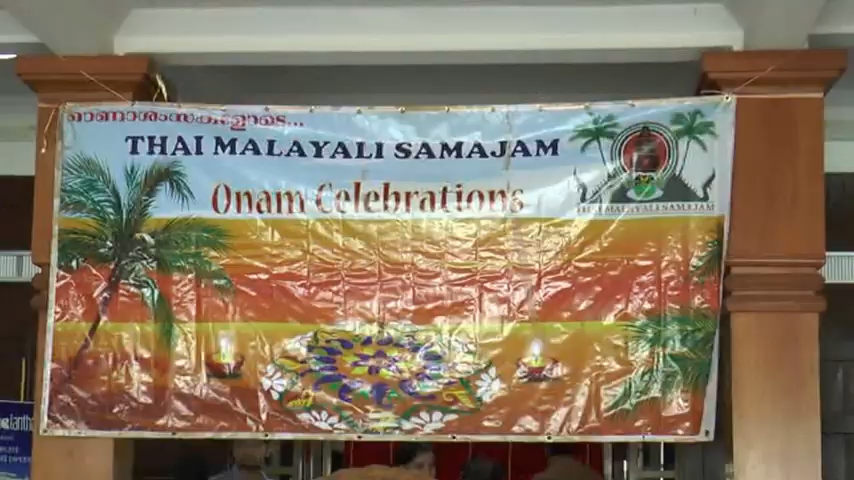 ഓണാശംസകളോടെ...
THAI MALAYALI SAMAJAM
Onam Celebrations
THAI MALAYALI SAMAJAM